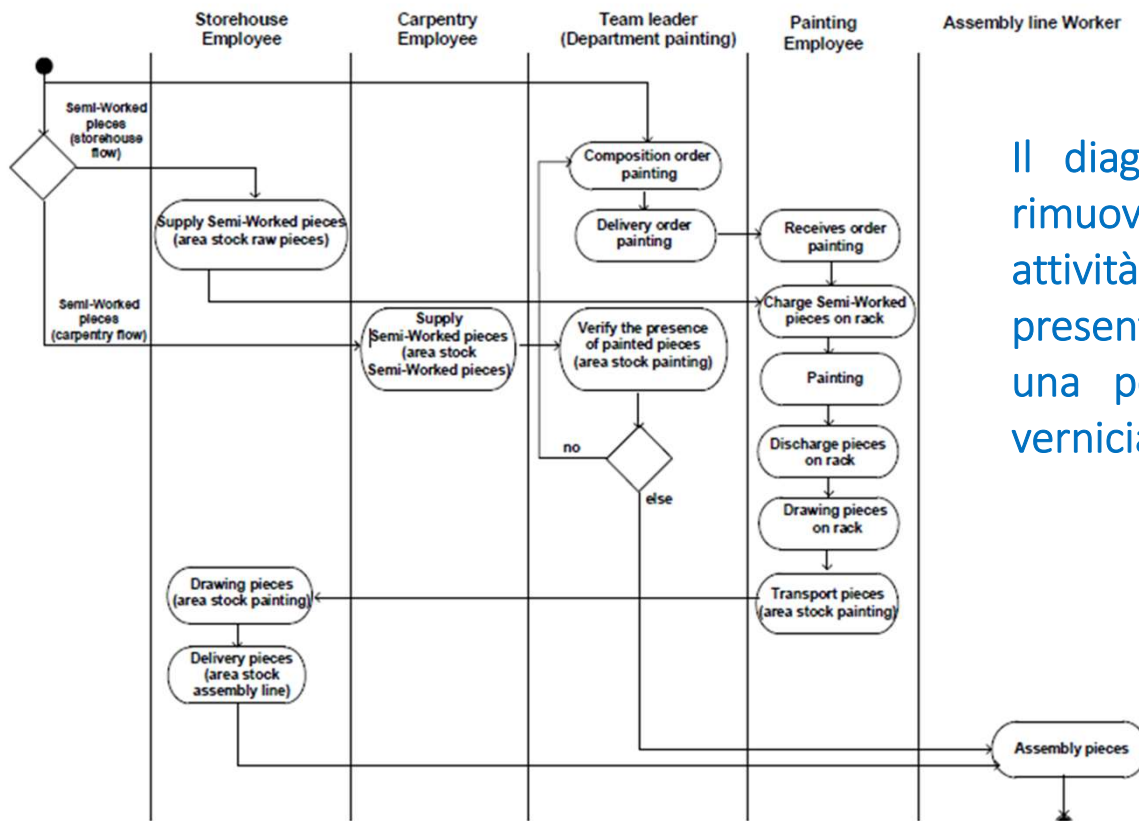 Storehouse
Employee
Carpentry
Employee
Team leader
(Department painting)
Painting
Employee
Assembly line Worker
Semi-Worked
pieces
(storehouse
flow)
Composition order
painting
Supply Semi-Worked pieces
(area stock raw pieces)
Delivery order
painting
Receives order
painting
Semi-Worked
pieces
(carpentry flow)
Supply
Semi-Worked pieces
(area stock
Semi-Worked pieces)
Verify the presence
of painted pieces
(area stock painting)
Charge Semi-Worked
pieces on rack
Painting
no
else
Discharge pieces
on rack
Drawing pieces
on rack
Drawing pieces
(area stock painting)
Transport pieces
(area stock painting)
Delivery pieces
(area stock
assembly line)
Assembly pieces
Il diag
rimuov
attività
presen
una p
vernicia